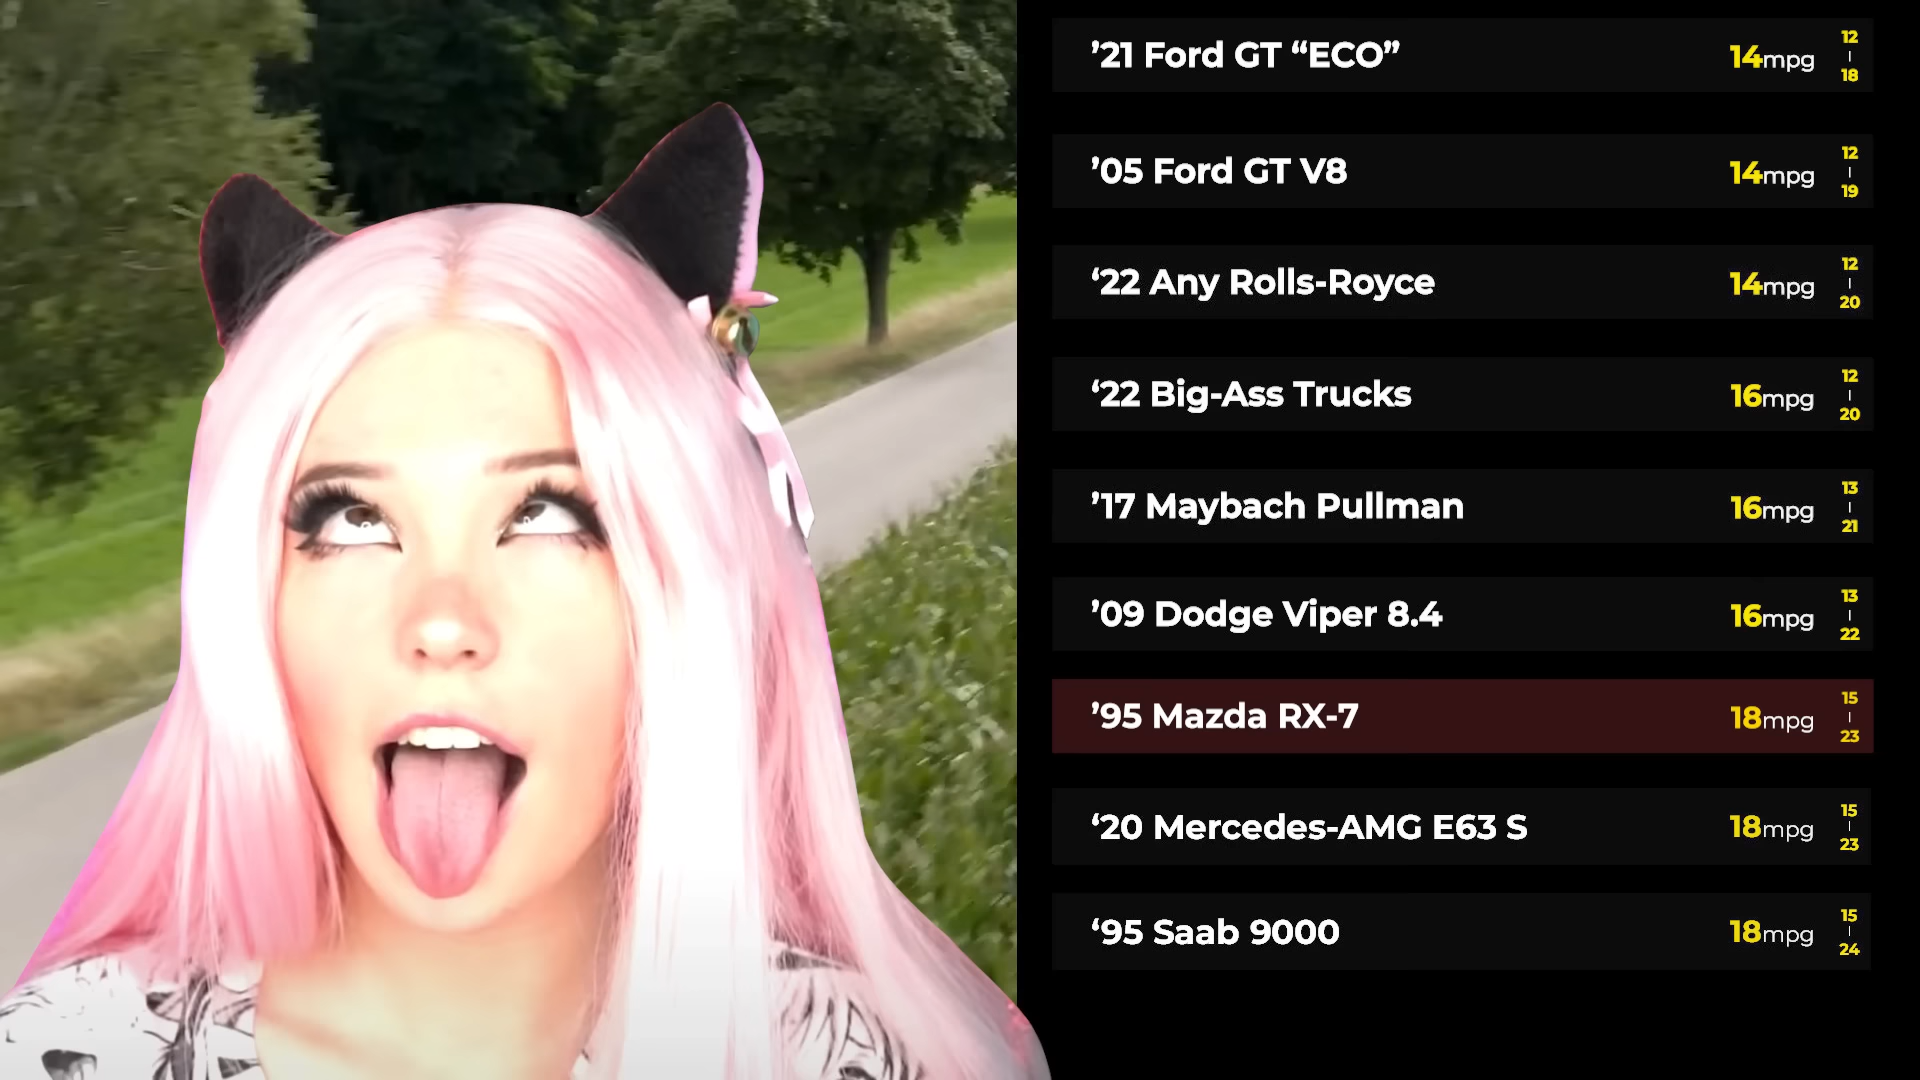 ’21 Ford GT “ECO” 14mpg 12 - 18
’05 Ford GT V8 14mpg 12 - 19
‘22 Any Rolls-Royce 14mpg 12 - 20
‘22 Big-Ass Trucks 16mpg 12 - 20
’17 Maybach Pullman 16mpg 13 - 21
’09 Dodge Viper 8.4 16mpg 13 - 22
’95 Mazda RX-7 18mpg 15 - 23
‘20 Mercedes-AMG E63 S 18mpg 15 - 23
‘95 Saab 9000 18mpg 15 - 24